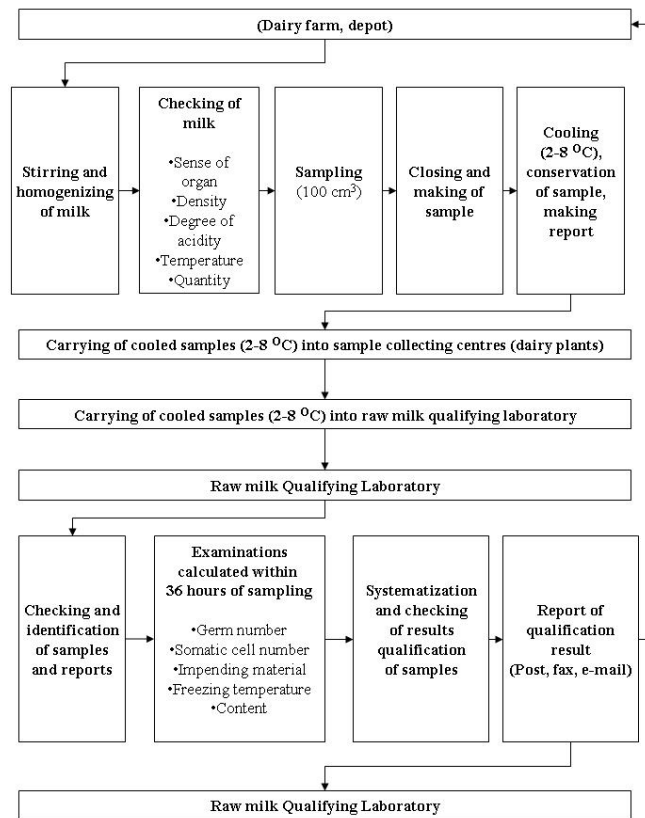 (Dairy farm, depot)
Stirring and
homogenizing
of milk
Checking of
milk
•Sense of
organ
•Density
•Degree of
acidity
•Temperature
•Quantity
Sampling
(100 cm³)
Closing and
making of
sample
Cooling
(2-8 ⁰C),
conservation
of sample,
making
report
Carrying of cooled samples (2-8 ⁰C) into sample collecting centres (dairy plants)
Carrying of cooled samples (2-8 ⁰C) into raw milk qualifying laboratory
Raw milk Qualifying Laboratory
Checking and
identification
of samples
and reports
Examinations
calculated within
36 hours of sampling
•Germ number
•Somatic cell number
•Impending material
•Freezing temperature
•Content
Systematization
and checking
of results
qualification
of samples
Report of
qualification
result
(Post, fax, e-mail)
Raw milk Qualifying Laboratory